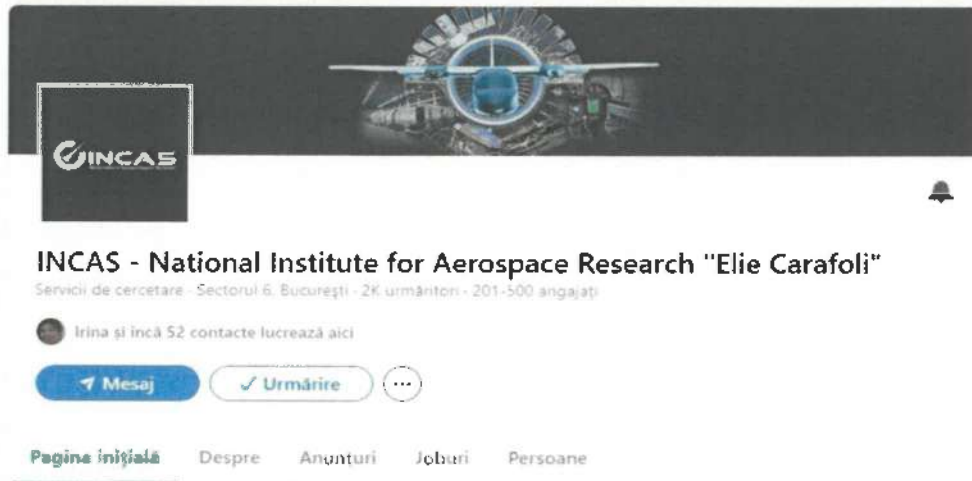 INCAS
INCAS - National Institute for Aerospace Research "Elie Carafoli"
Servicii de cercetare · Sectorul 6, București · 2K urmăritori · 201-500 angajați
Irina și încă 52 contacte lucrează aici
Mesaj
Urmărire
Pagina inițială
Despre
Anunțuri
Joburi
Persoane